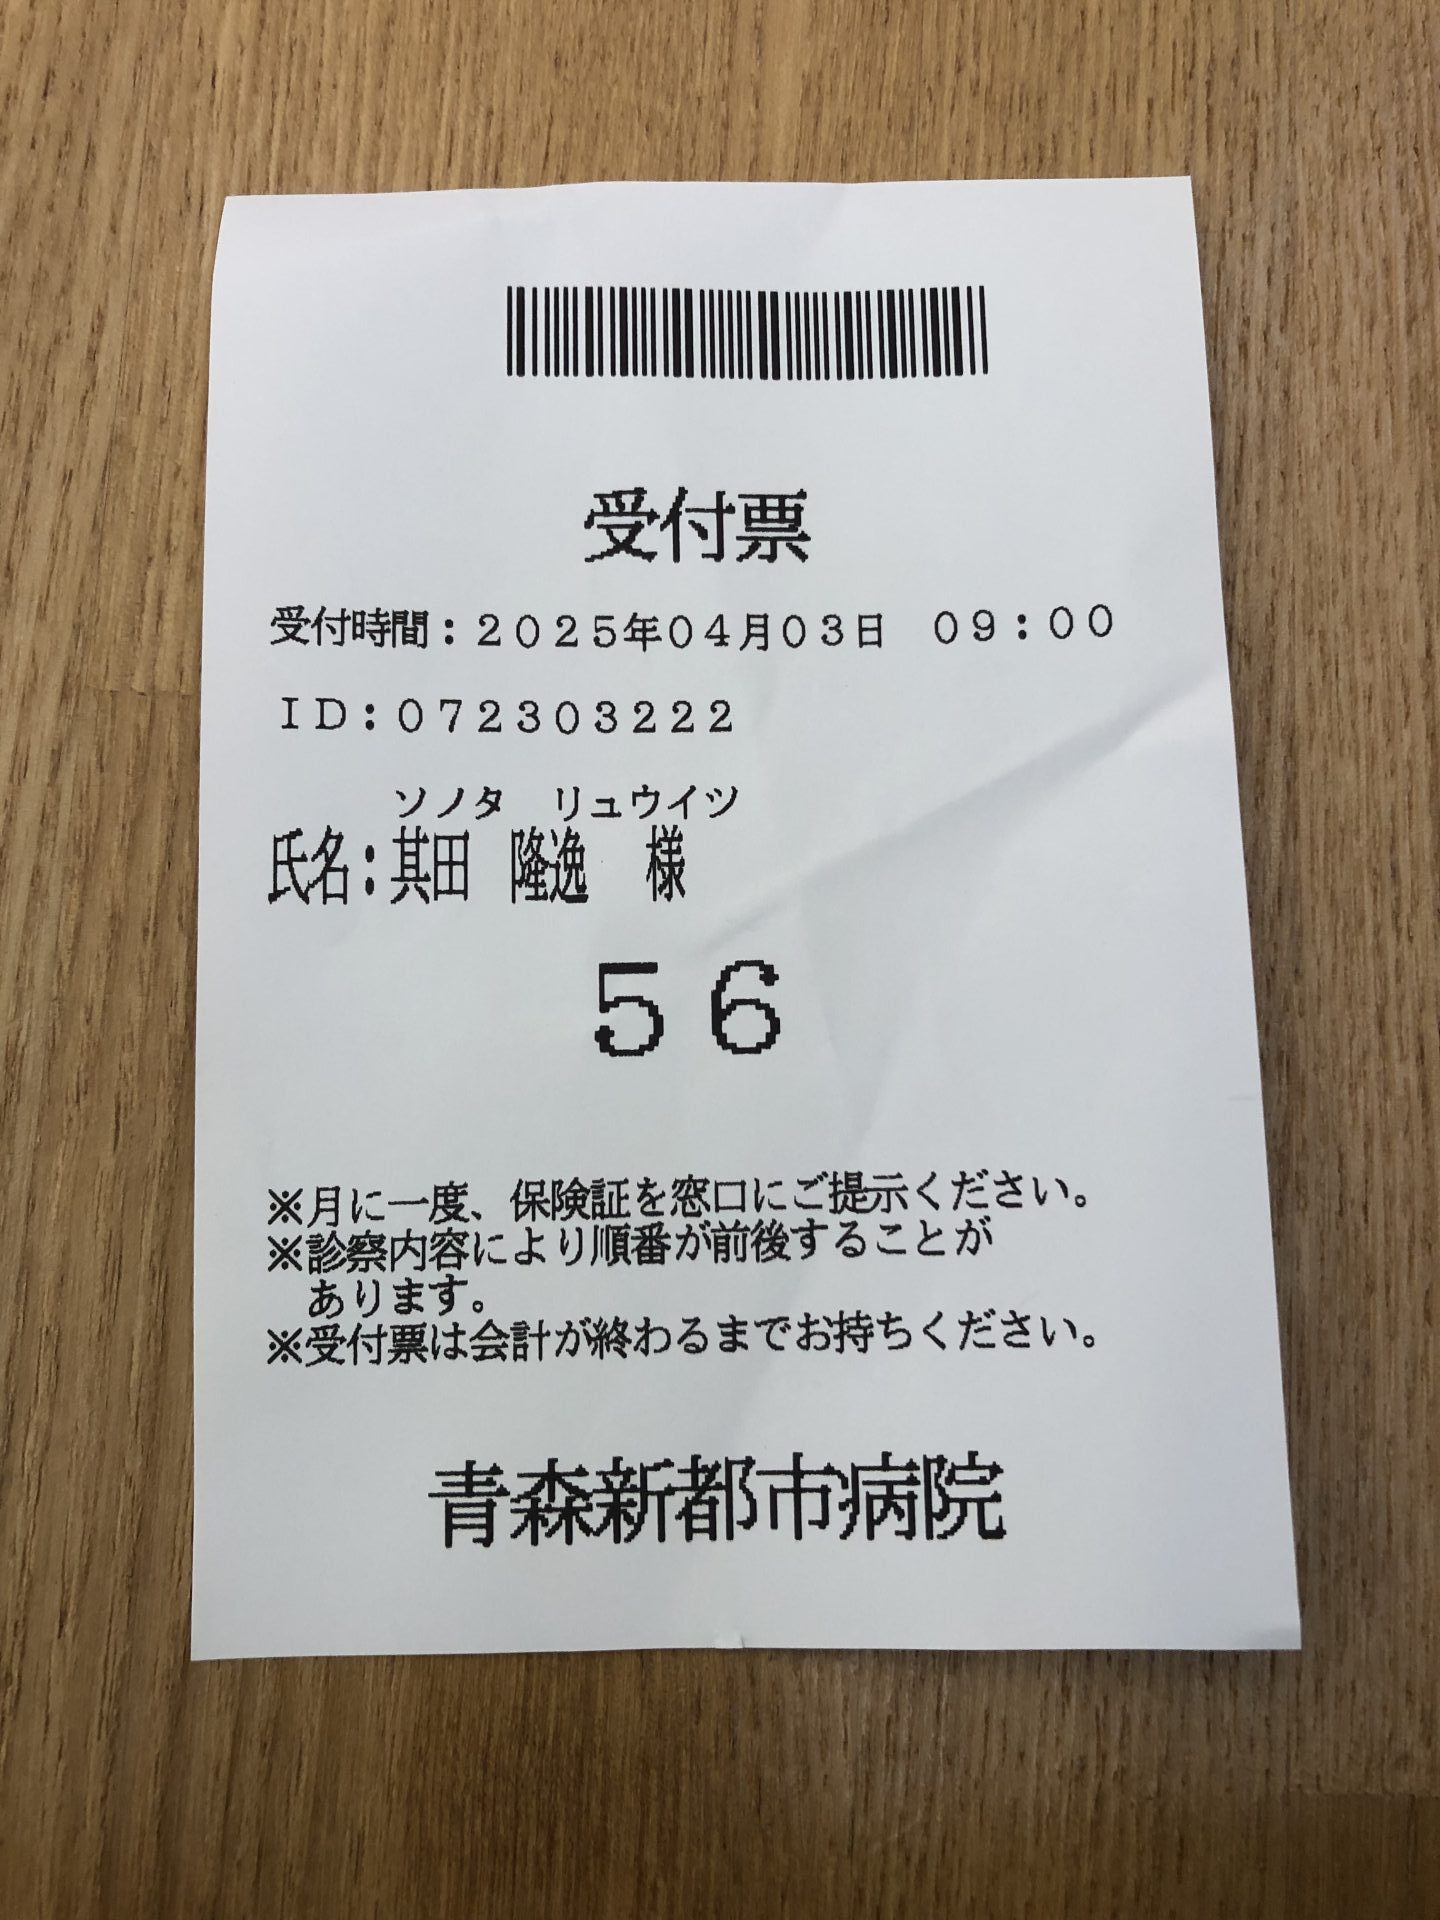 受付票
受付時間：２０２５年０４月０３日　０９：００
ＩＤ：０７２３０３２２２
ソノタ　リュウイツ
氏名：其田　隆逸　様
５６
※月に一度、保険証を窓口にご提示ください。
※診察内容により順番が前後することが
あります。
※受付票は会計が終わるまでお持ちください。
青森新都市病院